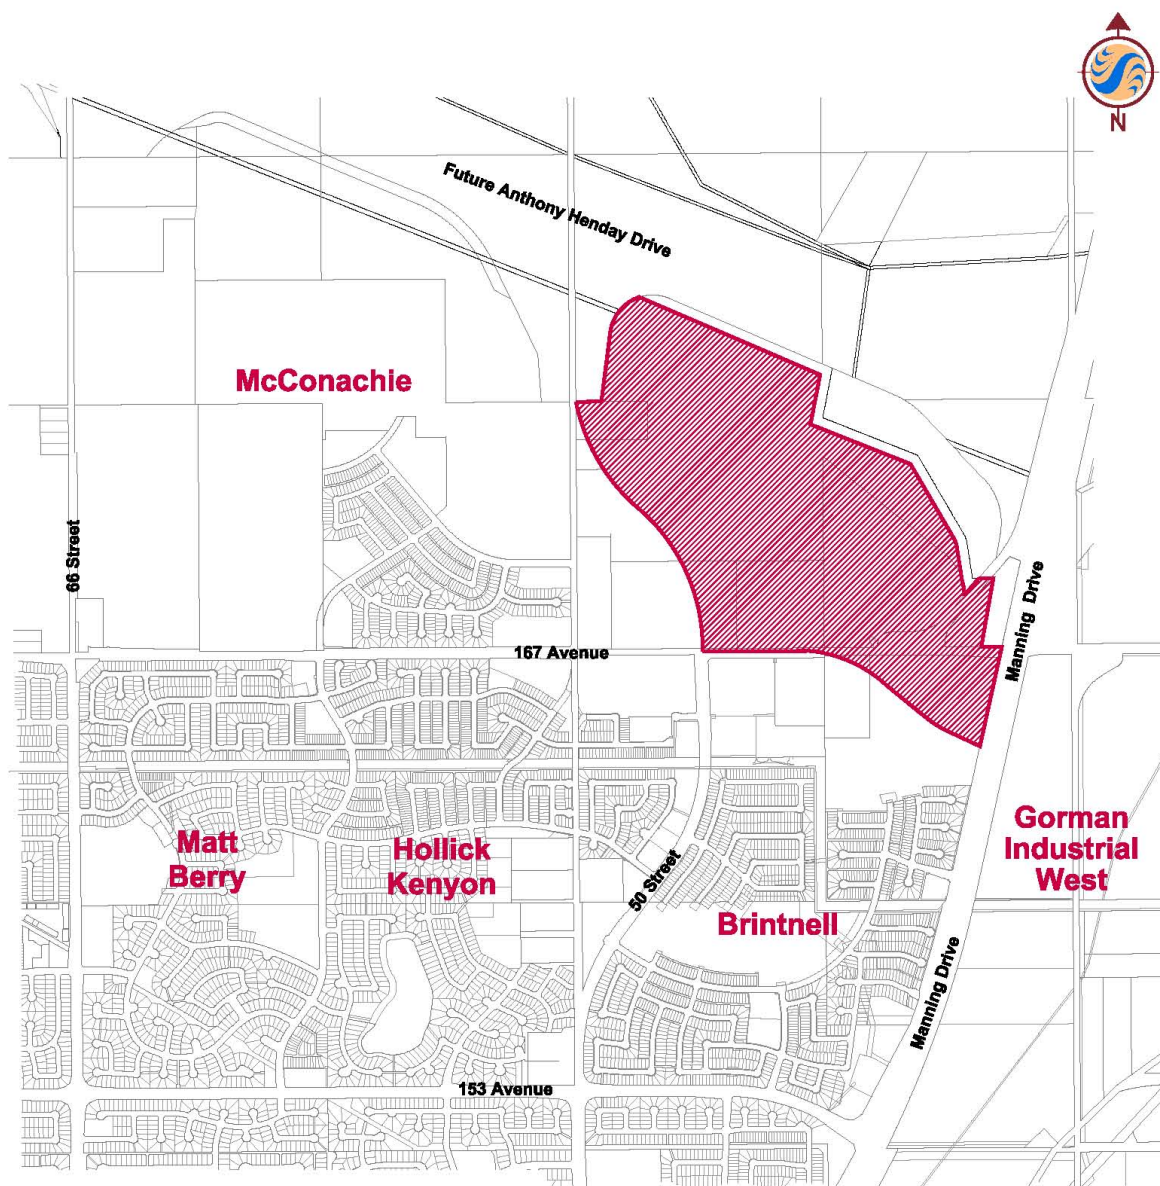 N
Future Anthony Henday Drive
McConachie
66 Street
Manning Drive
167 Avenue
Matt
Berry
Hollick
Kenyon
50 Street
Gorman
Industrial
West
Brintnell
Manning Drive
153 Avenue